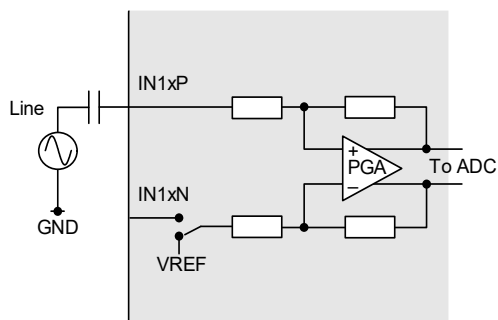 IN1xP
Line
+
PGA
−
To ADC
IN1xN
GND
VREF